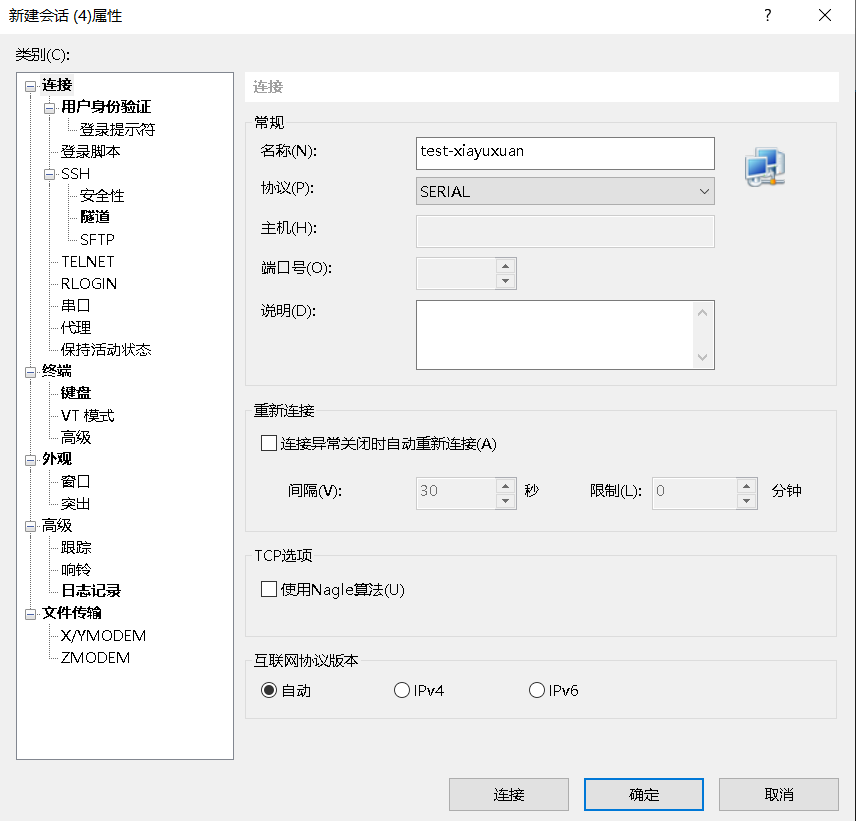 新建会话 (4)属性
?
类别(C):
连接
用户身份验证
登录提示符
登录脚本
SSH
安全性
隧道
SFTP
TELNET
RLOGIN
串口
代理
保持活动状态
终端
键盘
VT 模式
高级
外观
窗口
突出
高级
跟踪
响铃
日志记录
文件传输
X/YMODEM
ZMODEM
连接
常规
名称(N):
test-xiayuxuan
协议(P):
SERIAL
主机(H):
端口号(O):
说明(D):
重新连接
连接异常关闭时自动重新连接(A)
间隔(V): 30 秒 限制(L): 0 分钟
TCP选项
使用Nagle算法(U)
互联网协议版本
自动 IPv4 IPv6
连接 确定 取消